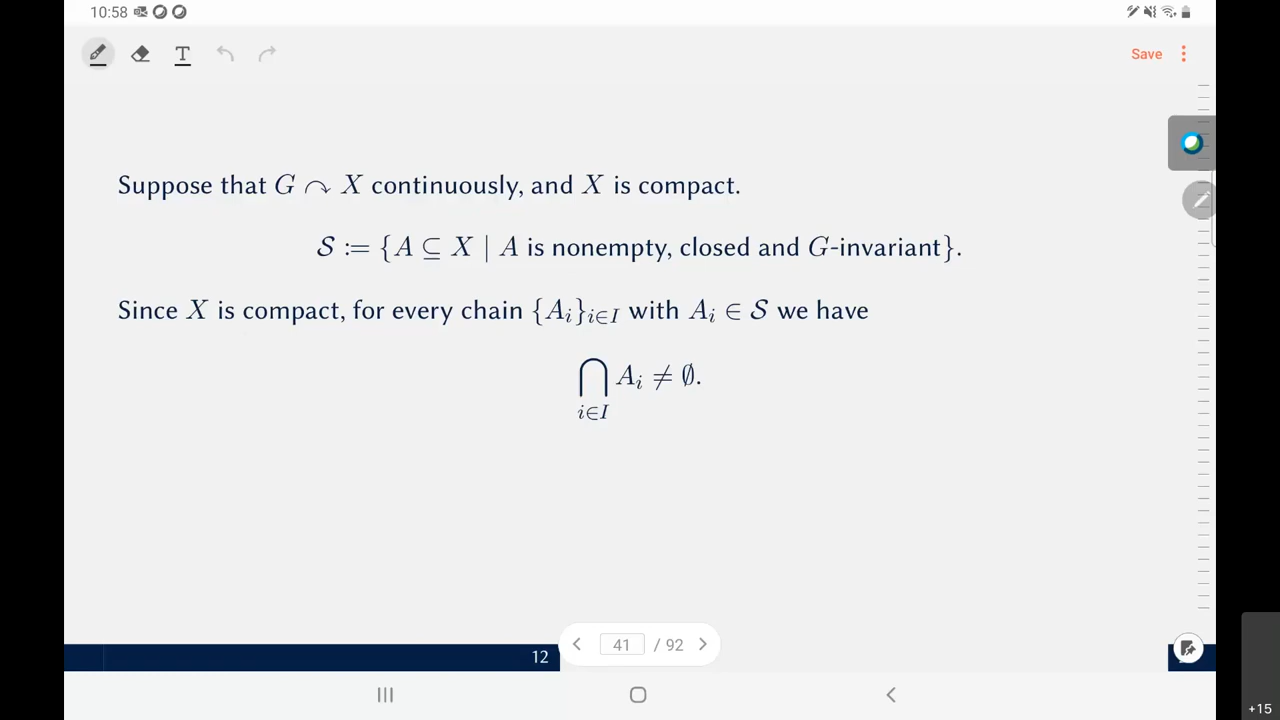 10:58
T
Save
Suppose that G ↷ X continuously, and X is compact.
𝒮 := {A ⊆ X | A is nonempty, closed and G-invariant}.
Since X is compact, for every chain {A_i}_{i∈I} with A_i ∈ 𝒮 we have
⋂_{i∈I} A_i ≠ ∅.
12
41 / 92
+15